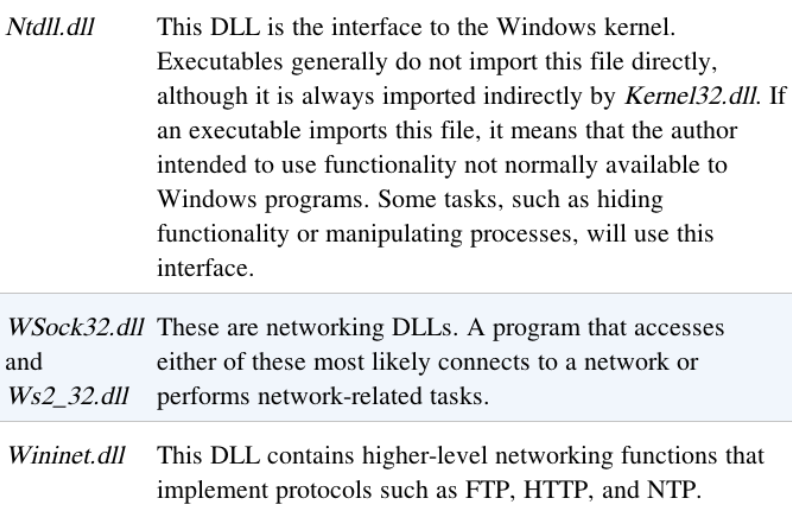 Ntdll.dll This DLL is the interface to the Windows kernel.
Executables generally do not import this file directly,
although it is always imported indirectly by Kernel32.dll. If
an executable imports this file, it means that the author
intended to use functionality not normally available to
Windows programs. Some tasks, such as hiding
functionality or manipulating processes, will use this
interface.
WSock32.dll These are networking DLLs. A program that accesses
and either of these most likely connects to a network or
Ws2_32.dll performs network-related tasks.
Wininet.dll This DLL contains higher-level networking functions that
implement protocols such as FTP, HTTP, and NTP.